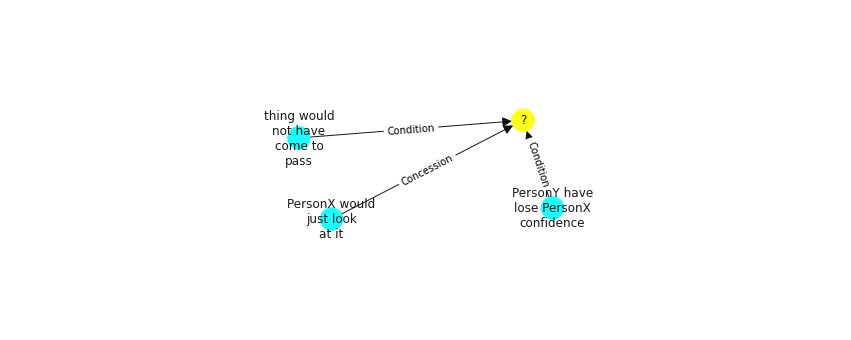 thing would
not have
come to
pass
Condition
?
Concession
Condition
PersonX would
just look
at it
PersonY have
lose PersonX
confidence